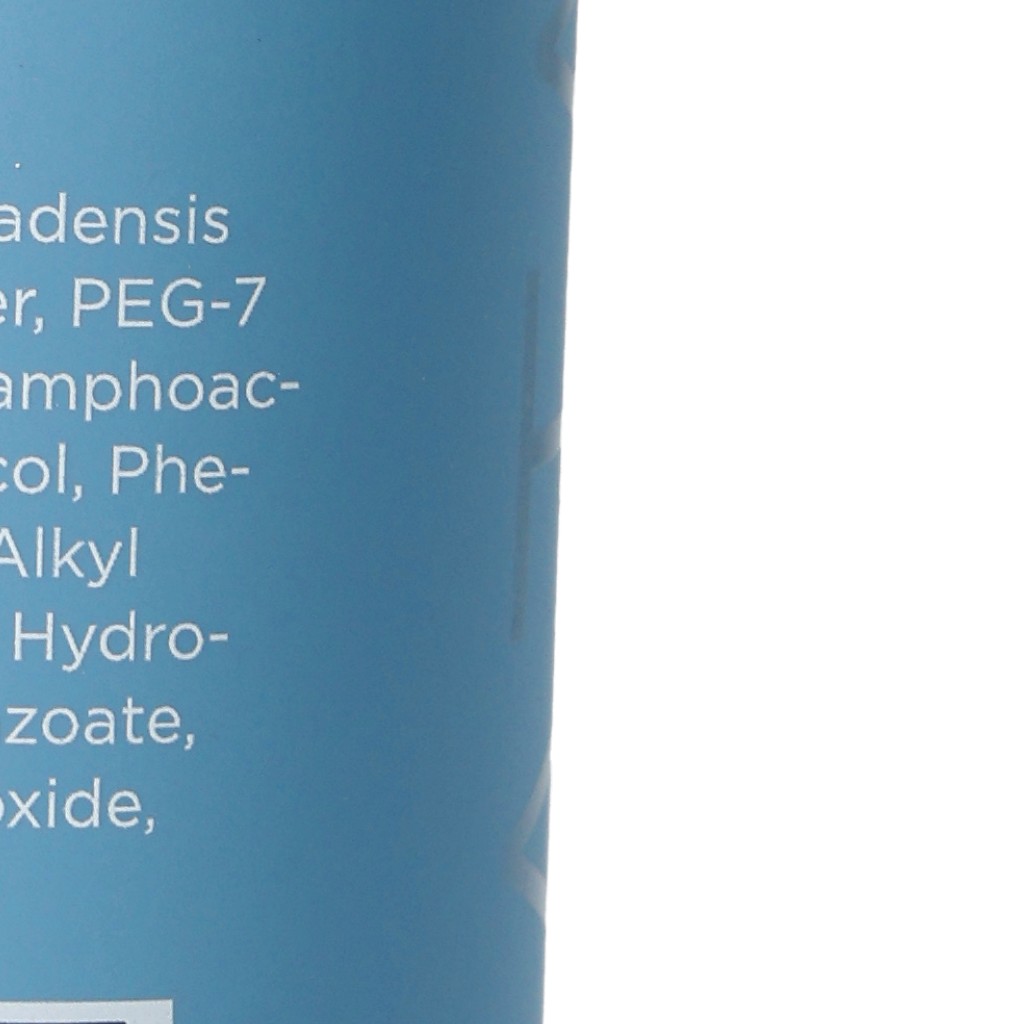 adensis
er, PEG-7
amphoac-
col, Phe-
Alkyl
Hydro-
zoate,
oxide,